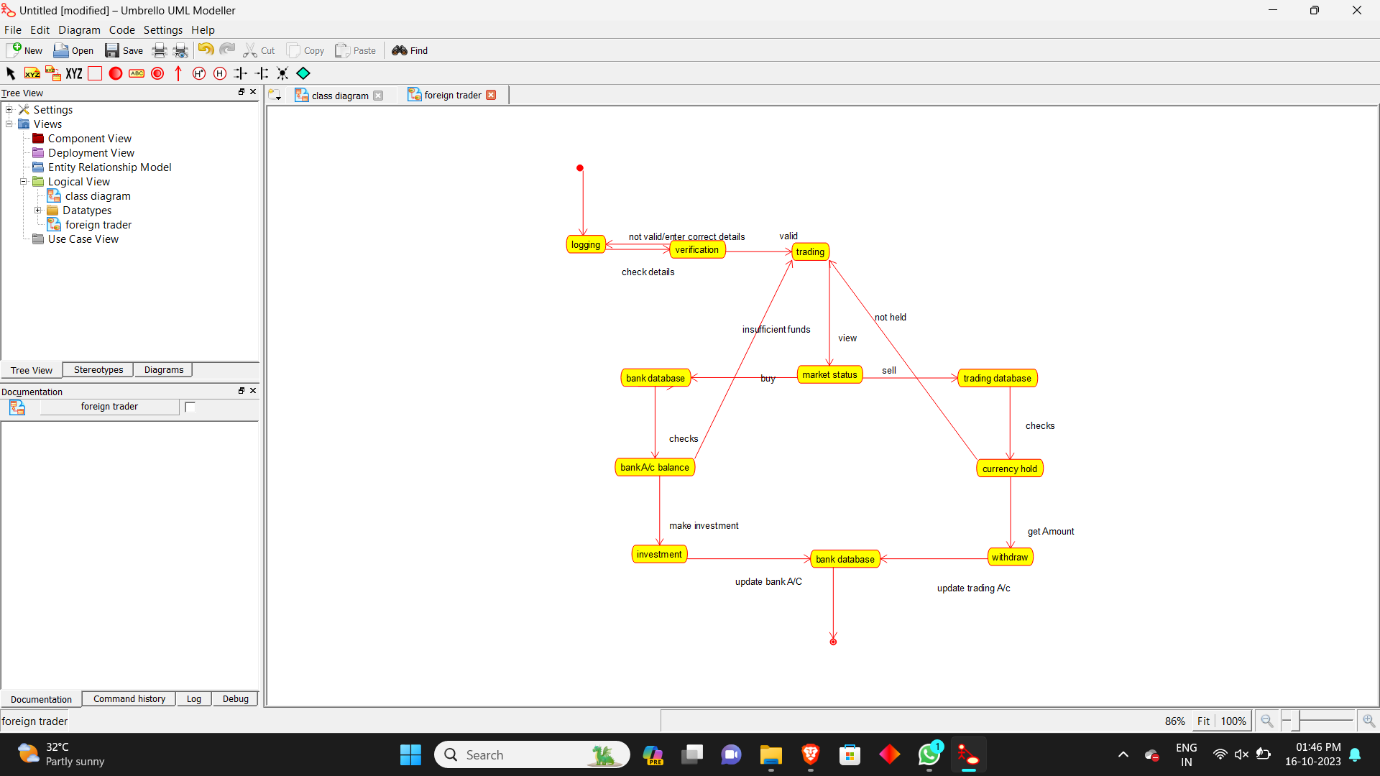 Untitled [modified] – Umbrello UML Modeller
File Edit Diagram Code Settings Help
New Open Save Cut Copy Paste Find
XYZ XYZ XYZ ABC H* H
Tree View
class diagram foreign trader
Settings
Views
Component View
Deployment View
Entity Relationship Model
Logical View
class diagram
Datatypes
foreign trader
Use Case View
Tree View Stereotypes Diagrams
Documentation
foreign trader
Documentation Command history Log Debug
logging
not valid/enter correct details
verification
valid
trading
check details
insufficient funds
view
not held
bank database
buy
market status
sell
trading database
checks
checks
bankA/c balance
currency hold
make investment
get Amount
investment
bank database
withdraw
update bank A/C
update trading A/c
foreign trader
86% Fit 100%
32°C
Partly sunny
Search
PRE
1
ENG
IN
01:46 PM
16-10-2023